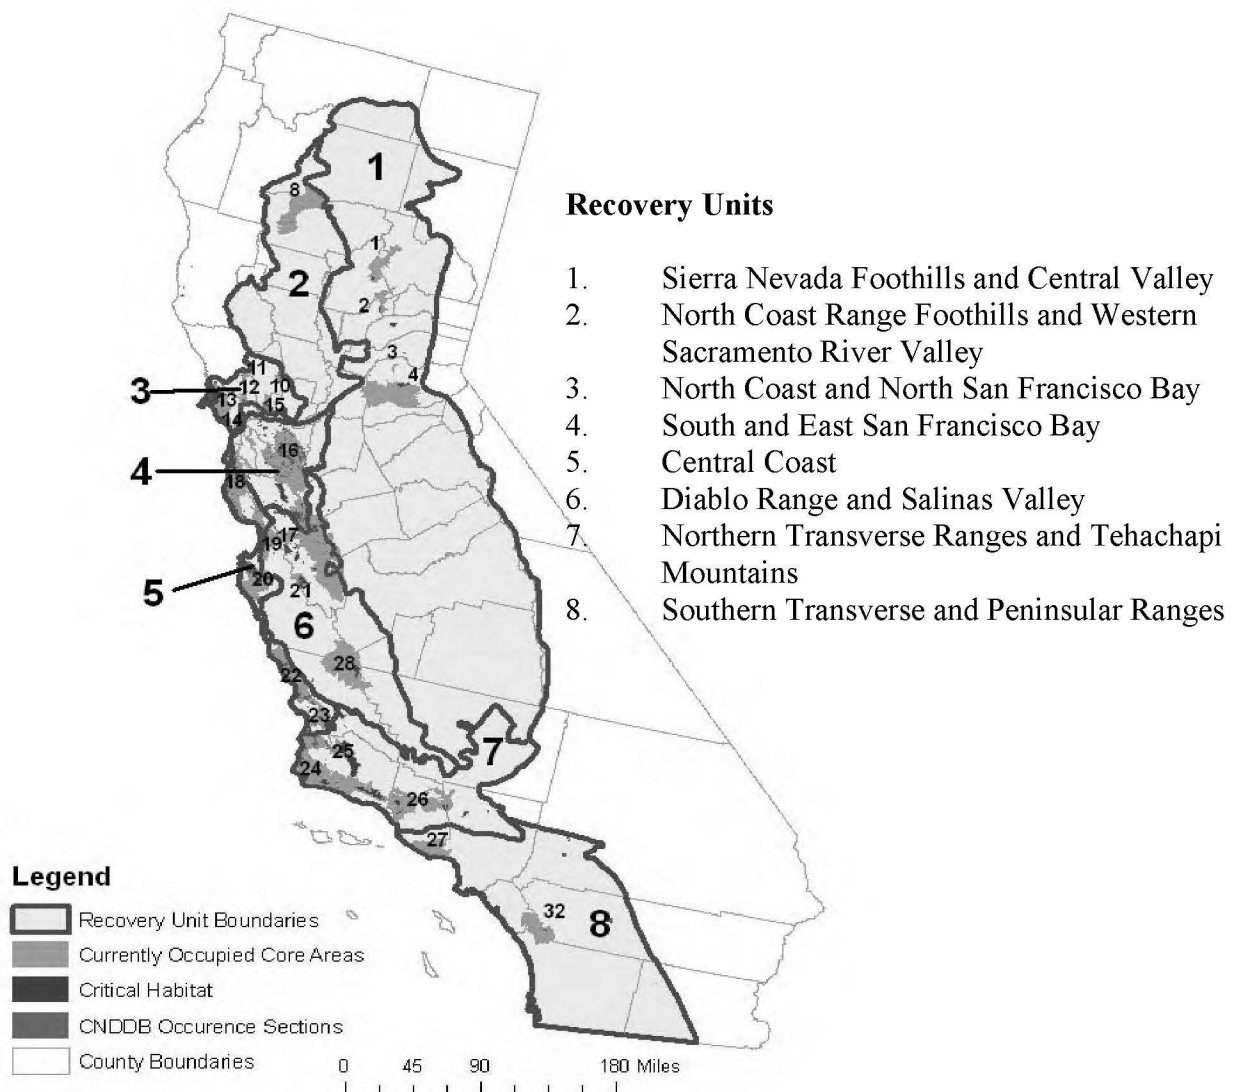 1
8
Recovery Units
1
1. Sierra Nevada Foothills and Central Valley
2
2
2. North Coast Range Foothills and Western
Sacramento River Valley
3
11
4
3 12 10
13 15
3. North Coast and North San Francisco Bay
14
4. South and East San Francisco Bay
16
4
18
5. Central Coast
6. Diablo Range and Salinas Valley
17
19
7. Northern Transverse Ranges and Tehachapi
Mountains
20
5 21
8. Southern Transverse and Peninsular Ranges
6
28
22
23
25 7
24
26
27
Legend
32 8
Recovery Unit Boundaries
Currently Occupied Core Areas
Critical Habitat
CNDDB Occurence Sections
County Boundaries
0 45 90 180 Miles